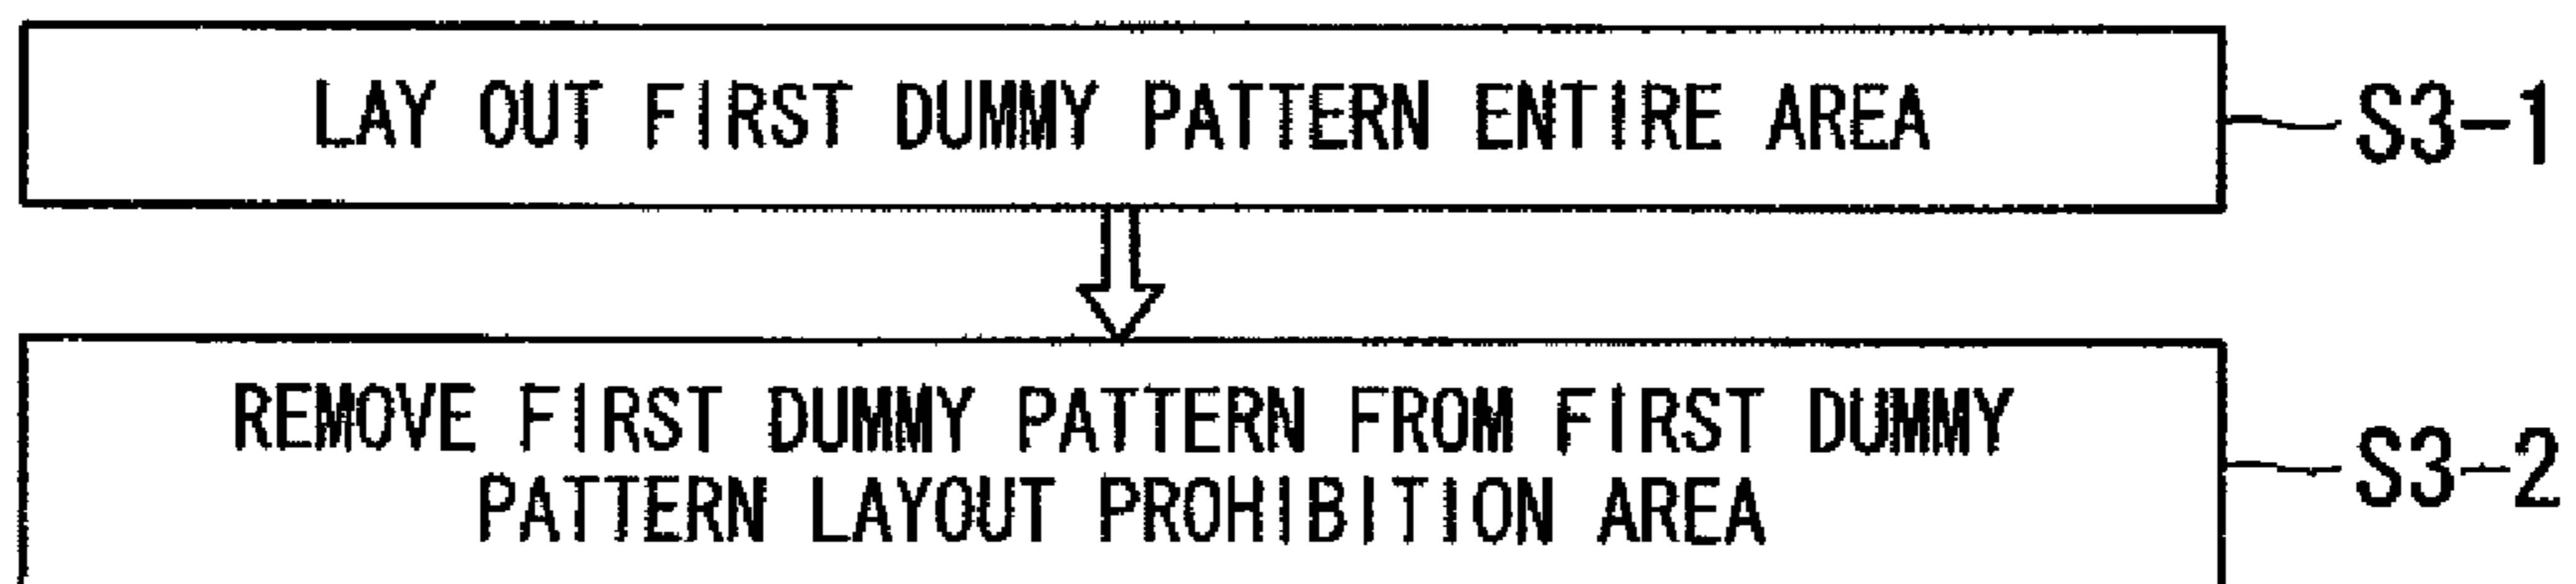 LAY OUT FIRST DUMMY PATTERN ENTIRE AREA
S3-1
REMOVE FIRST DUMMY PATTERN FROM FIRST DUMMY
PATTERN LAYOUT PROHIBITION AREA
S3-2